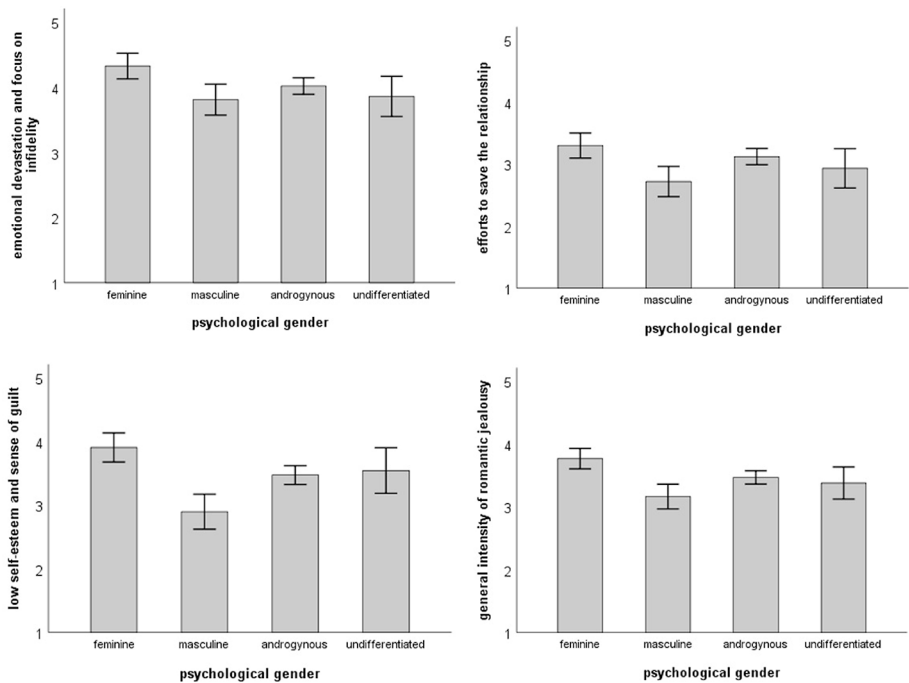 emotional devastation and focus on
infidelity
5
4
3
2
1
feminine masculine androgynous undifferentiated
psychological gender
efforts to save the relationship
5
4
3
2
1
feminine masculine androgynous undifferentiated
psychological gender
low self-esteem and sense of guilt
5
4
3
2
1
feminine masculine androgynous undifferentiated
psychological gender
general intensity of romantic jealousy
5
4
3
2
1
feminine masculine androgynous undifferentiated
psychological gender